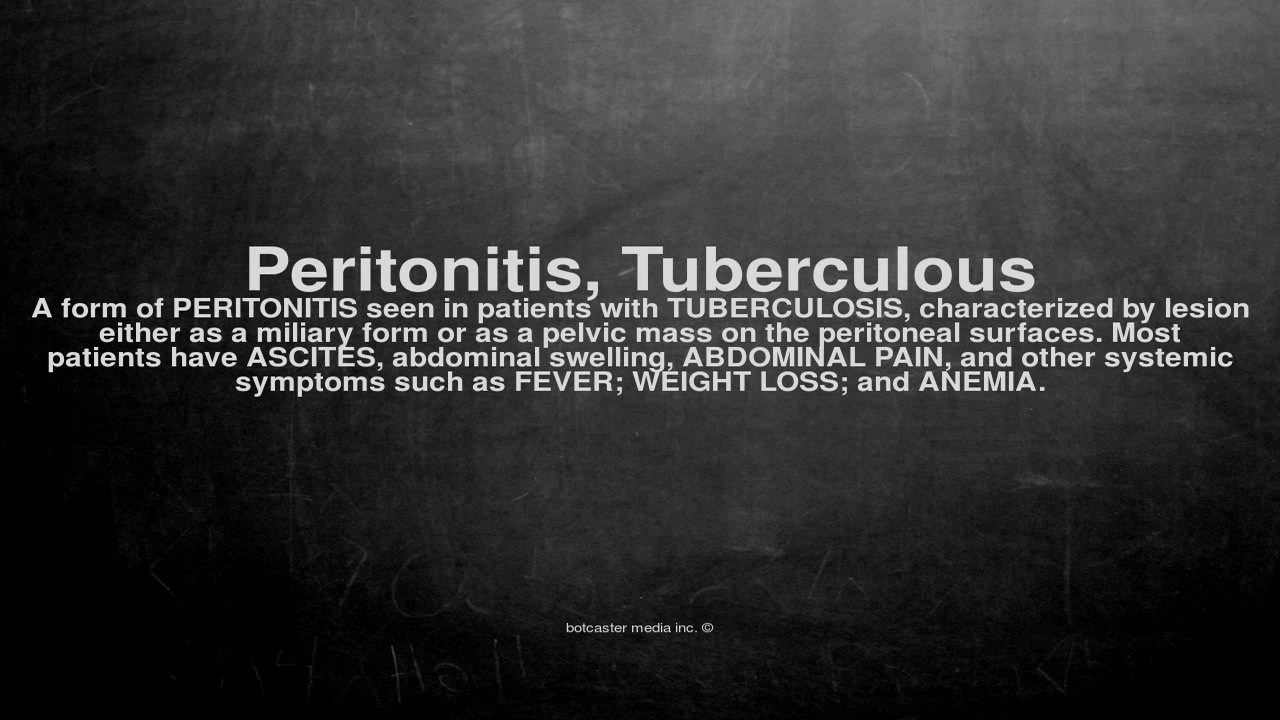 Peritonitis, Tuberculous
A form of PERITONITIS seen in patients with TUBERCULOSIS, characterized by lesion
either as a miliary form or as a pelvic mass on the peritoneal surfaces. Most
patients have ASCITES, abdominal swelling, ABDOMINAL PAIN, and other systemic
symptoms such as FEVER; WEIGHT LOSS; and ANEMIA.
botcaster media inc. ©